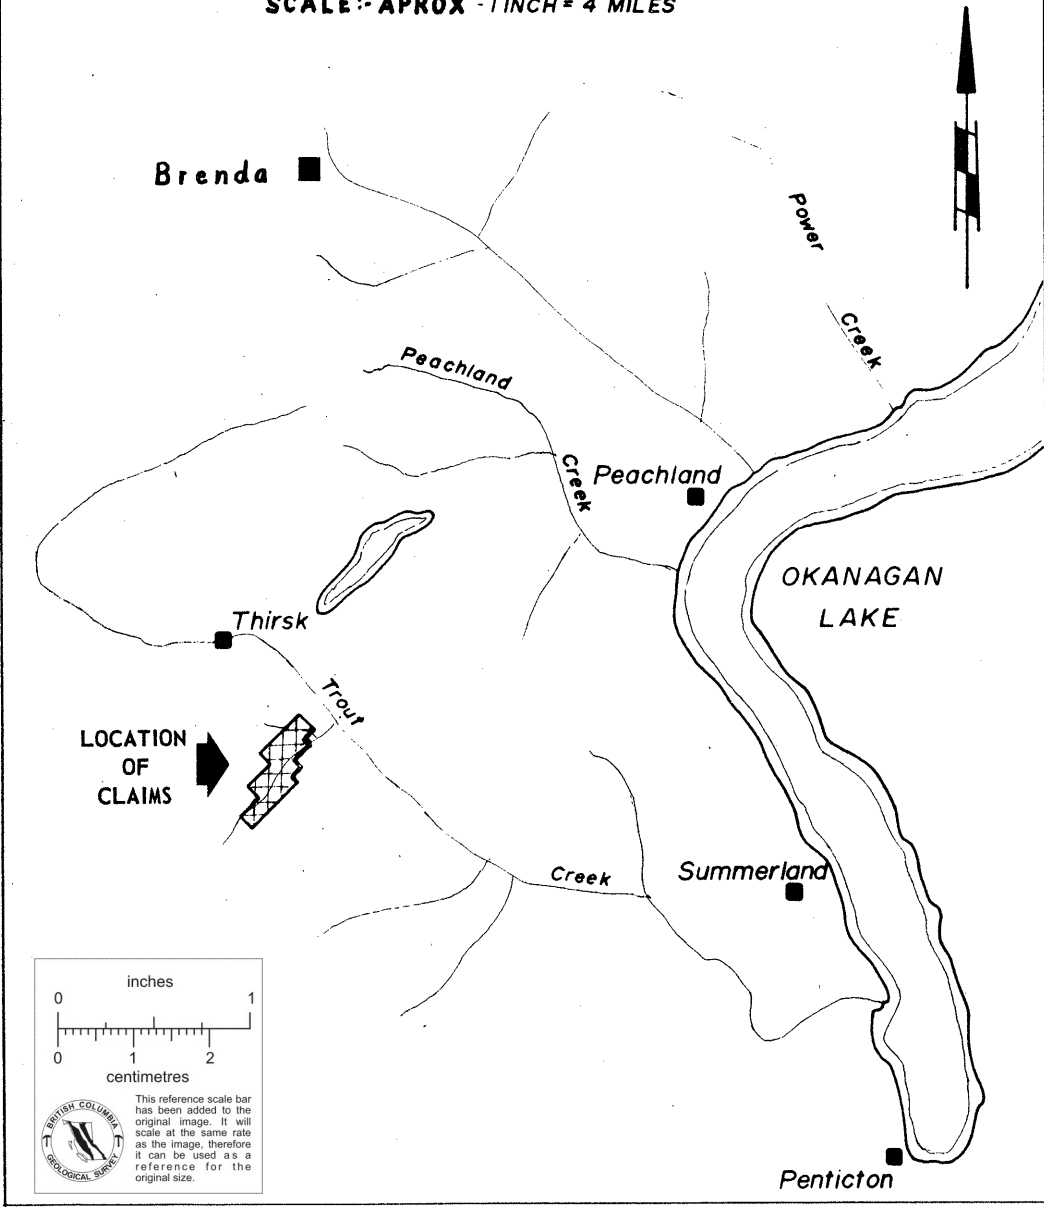 SCALE:- APROX - 1 INCH = 4 MILES
Brenda
Power
Creek
Peachland
Creek
Peachland
OKANAGAN
LAKE
Thirsk
Trout
LOCATION
OF
CLAIMS
Creek
Summerland
inches
0 1
0 1 2
centimetres
This reference scale bar
has been added to the
original image. It will
scale at the same rate
as the image, therefore
it can be used as a
reference for the
original size.
BRITISH COLUMBIA
GEOLOGICAL SURVEY
Penticton